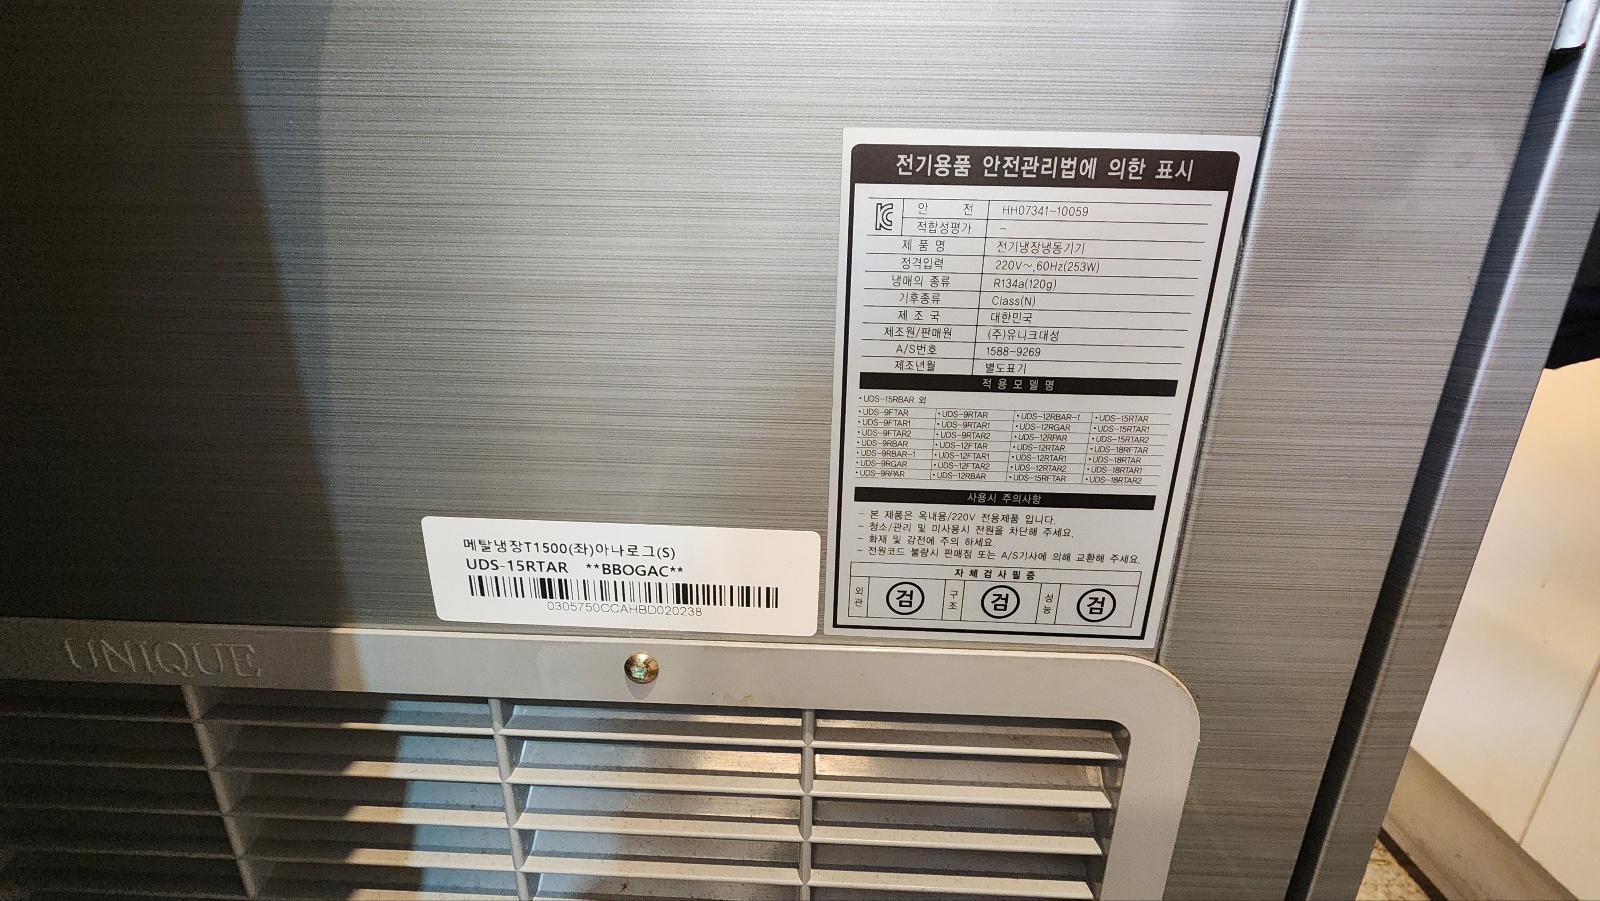 전기용품 안전관리법에 의한 표시
안 전 HH07341-10059
적합성평가 -
제 품 명 전기냉장냉동기기
정격입력 220V~,60Hz(253W)
냉매의 종류 R134a(120g)
기후종류 Class(N)
제 조 국 대한민국
제조원/판매원 (주)유니크대성
A/S번호 1588-9269
제조년월 별도표기
적 용 모 델 명
·UDS-15RBAR 외
·UDS-9FTAR ·UDS-9RTAR ·UDS-12RBAR-1 ·UDS-15RTAR
·UDS-9FTAR1 ·UDS-9RTAR1 ·UDS-12RGAR ·UDS-15RTAR1
·UDS-9FTAR2 ·UDS-9RTAR2 ·UDS-12RPAR ·UDS-15RTAR2
·UDS-9RBAR ·UDS-12FTAR ·UDS-12RTAR ·UDS-18RFTAR
·UDS-9RBAR-1 ·UDS-12FTAR1 ·UDS-12RTAR1 ·UDS-18RTAR
·UDS-9RGAR ·UDS-12FTAR2 ·UDS-12RTAR2 ·UDS-18RTAR1
·UDS-9RPAR ·UDS-12RBAR ·UDS-15RFTAR ·UDS-18RTAR2
사용시 주의사항
- 본 제품은 옥내용/220V 전용제품 입니다.
- 청소/관리 및 미사용시 전원을 차단해 주세요.
- 화재 및 감전에 주의 하세요.
- 전원코드 불량시 판매점 또는 A/S기사에 의해 교환해 주세요.
자 체 검 사 필 증
외관 검 구조 검 성능 검
메탈냉장T1500(좌)아나로그(S)
UDS-15RTAR **BBOGAC**
0305750CCAHBD020238
UNIQUE